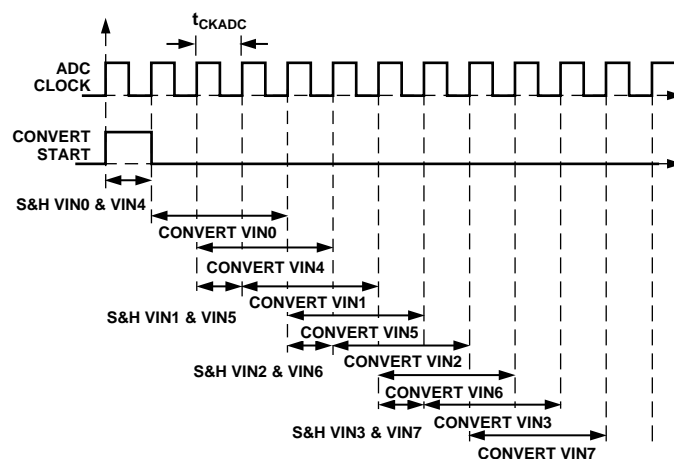 tCKADC
ADC
CLOCK
CONVERT
START
S&H VIN0 & VIN4
CONVERT VIN0
CONVERT VIN4
CONVERT VIN1
S&H VIN1 & VIN5
CONVERT VIN5
CONVERT VIN2
S&H VIN2 & VIN6
CONVERT VIN6
CONVERT VIN3
S&H VIN3 & VIN7
CONVERT VIN7